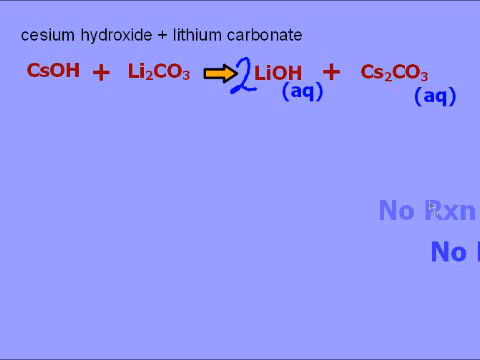 cesium hydroxide + lithium carbonate
CsOH + Li₂CO₃ ➡ 2 LiOH + Cs₂CO₃
(aq) (aq)
No Rxn
No